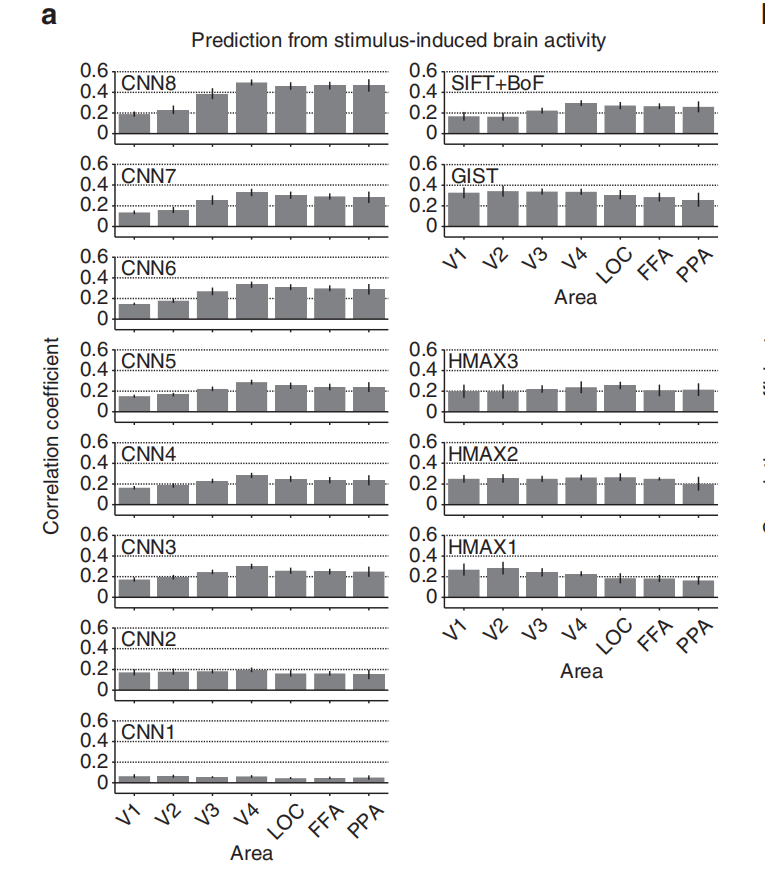 a
Prediction from stimulus-induced brain activity
Correlation coefficient
CNN8
0.6
0.4
0.2
0
CNN7
0.6
0.4
0.2
0
CNN6
0.6
0.4
0.2
0
CNN5
0.6
0.4
0.2
0
CNN4
0.6
0.4
0.2
0
CNN3
0.6
0.4
0.2
0
CNN2
0.6
0.4
0.2
0
CNN1
0.6
0.4
0.2
0
V1 V2 V3 V4 LOC FFA PPA
Area
SIFT+BoF
0.6
0.4
0.2
0
GIST
0.6
0.4
0.2
0
V1 V2 V3 V4 LOC FFA PPA
Area
HMAX3
0.6
0.4
0.2
0
HMAX2
0.6
0.4
0.2
0
HMAX1
0.6
0.4
0.2
0
V1 V2 V3 V4 LOC FFA PPA
Area